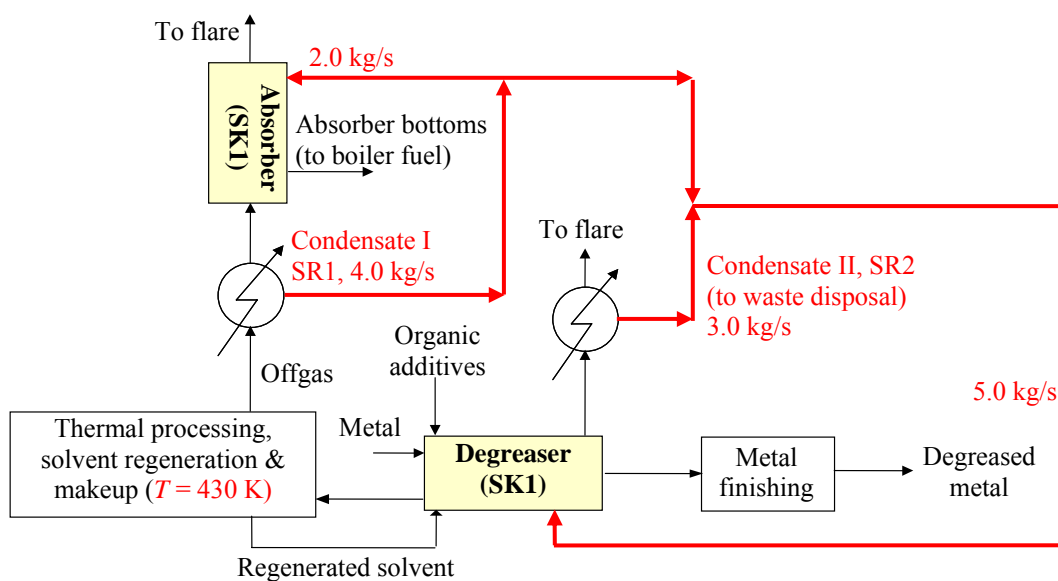 To flare
2.0 kg/s
Absorber
(SK1)
Absorber bottoms
(to boiler fuel)
To flare
Condensate I
SR1, 4.0 kg/s
Condensate II, SR2
(to waste disposal)
3.0 kg/s
Organic
additives
Offgas
5.0 kg/s
Thermal processing,
solvent regeneration &
makeup (T = 430 K)
Metal
Degreaser
(SK1)
Metal
finishing
Degreased
metal
Regenerated solvent